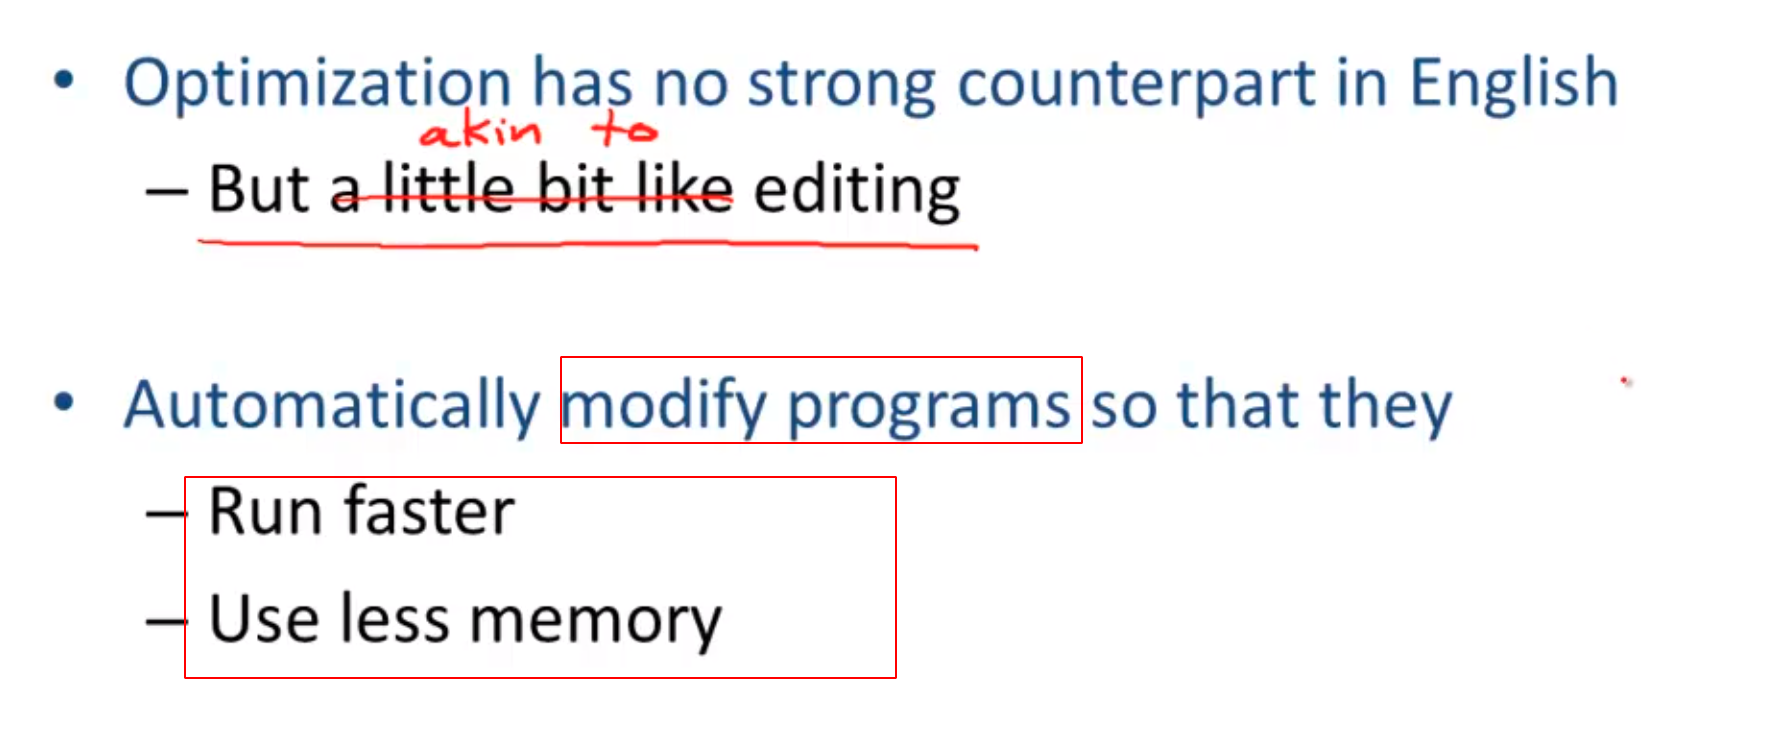 • Optimization has no strong counterpart in English
akin to
– But a little bit like editing
• Automatically modify programs so that they
– Run faster
– Use less memory